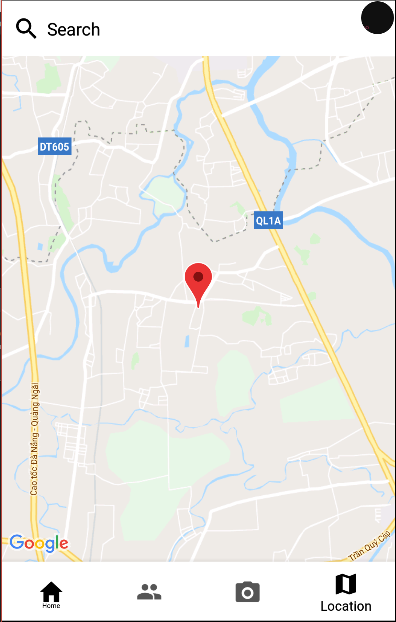 Search
DT605
QL1A
Cao tốc Đà Nẵng - Quảng Ngãi
Google
Trần Quý Cáp
Home
Location